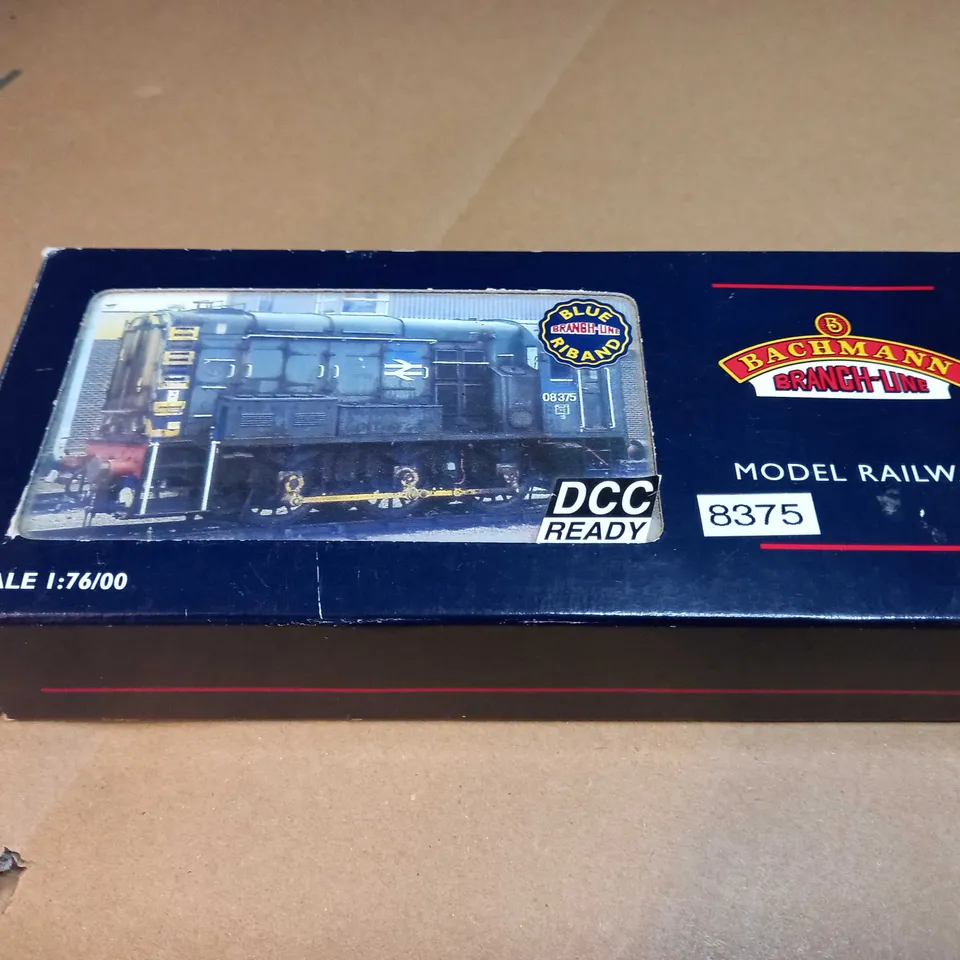 BLUE
BRANCH-LINE
RIBAND
08375
DCC
READY
BACHMANN
BRANCH-LINE
MODEL RAILW
8375
ALE 1:76/00